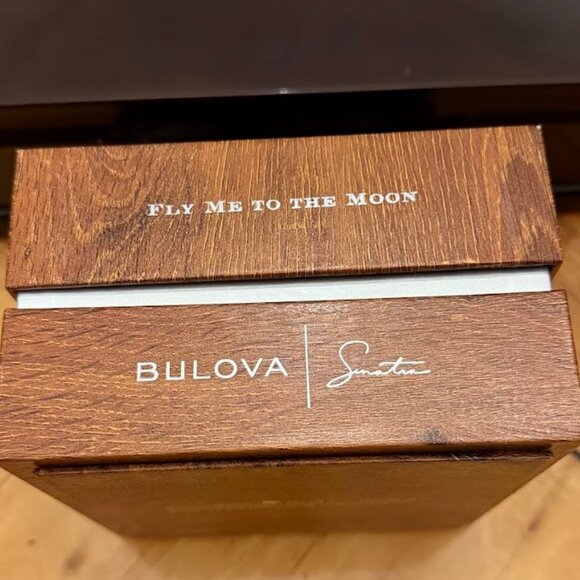 Fly Me to the Moon
BULOVA | Sinatra